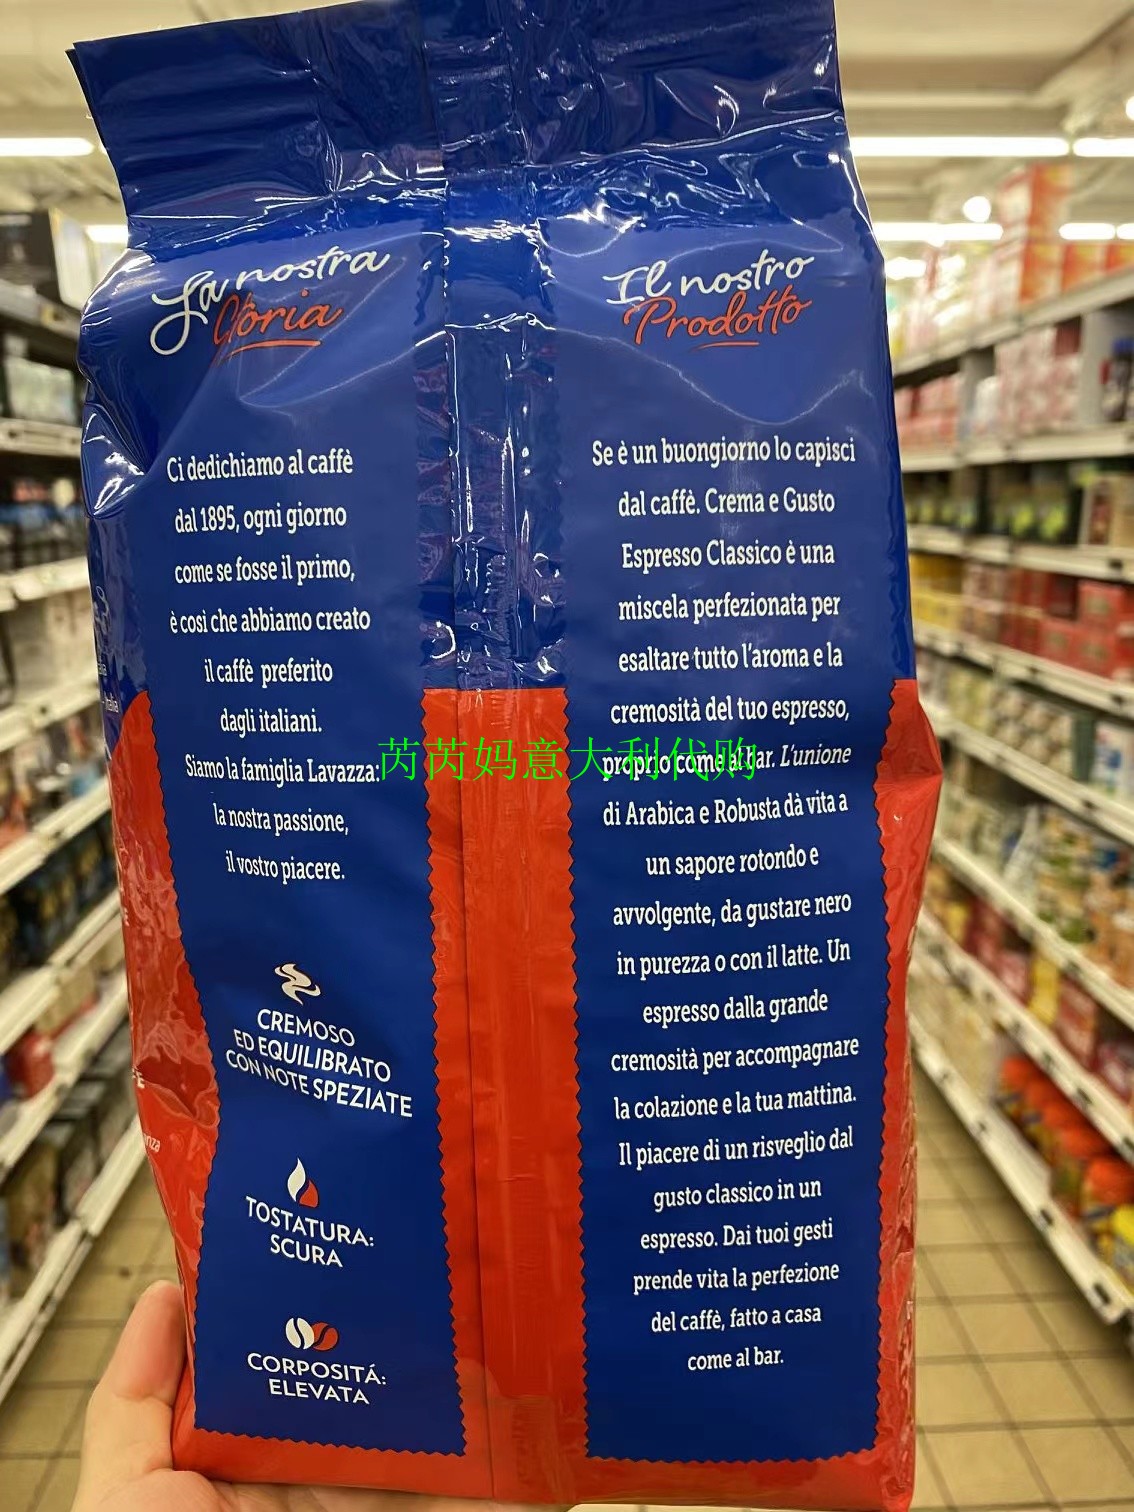 La nostra
Gloria
Ci dedichiamo al caffè
dal 1895, ogni giorno
come se fosse il primo,
è così che abbiamo creato
il caffè preferito
dagli italiani.
Siamo la famiglia Lavazza:
la nostra passione,
il vostro piacere.
CREMOSO
ED EQUILIBRATO
CON NOTE SPEZIATE
TOSTATURA:
SCURA
CORPOSITÁ:
ELEVATA
Il nostro
Prodotto
Se è un buongiorno lo capisci
dal caffè. Crema e Gusto
Espresso Classico è una
miscela perfezionata per
esaltare tutto l'aroma e la
cremosità del tuo espresso,
proprio come al bar. L'unione
di Arabica e Robusta dà vita a
un sapore rotondo e
avvolgente, da gustare nero
in purezza o con il latte. Un
espresso dalla grande
cremosità per accompagnare
la colazione e la tua mattina.
Il piacere di un risveglio dal
gusto classico in un
espresso. Dai tuoi gesti
prende vita la perfezione
del caffè, fatto a casa
come al bar.
芮芮妈意大利代购